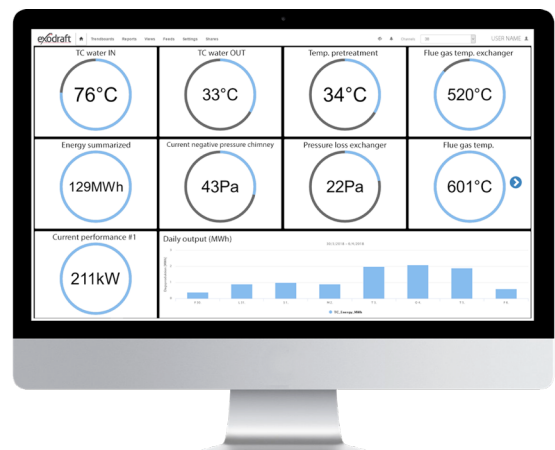 exodraft Trendboards Reports Views Feeds Settings Stores Channels 30 USER NAME
TC water IN
TC water OUT
Temp. pretreatment
Flue gas temp. exchanger
76°C
33°C
34°C
520°C
Energy summarized
Current negative pressure chimney
Pressure loss exchanger
Flue gas temp.
129MWh
43Pa
22Pa
601°C
Current performance #1
Daily output (MWh)
211kW